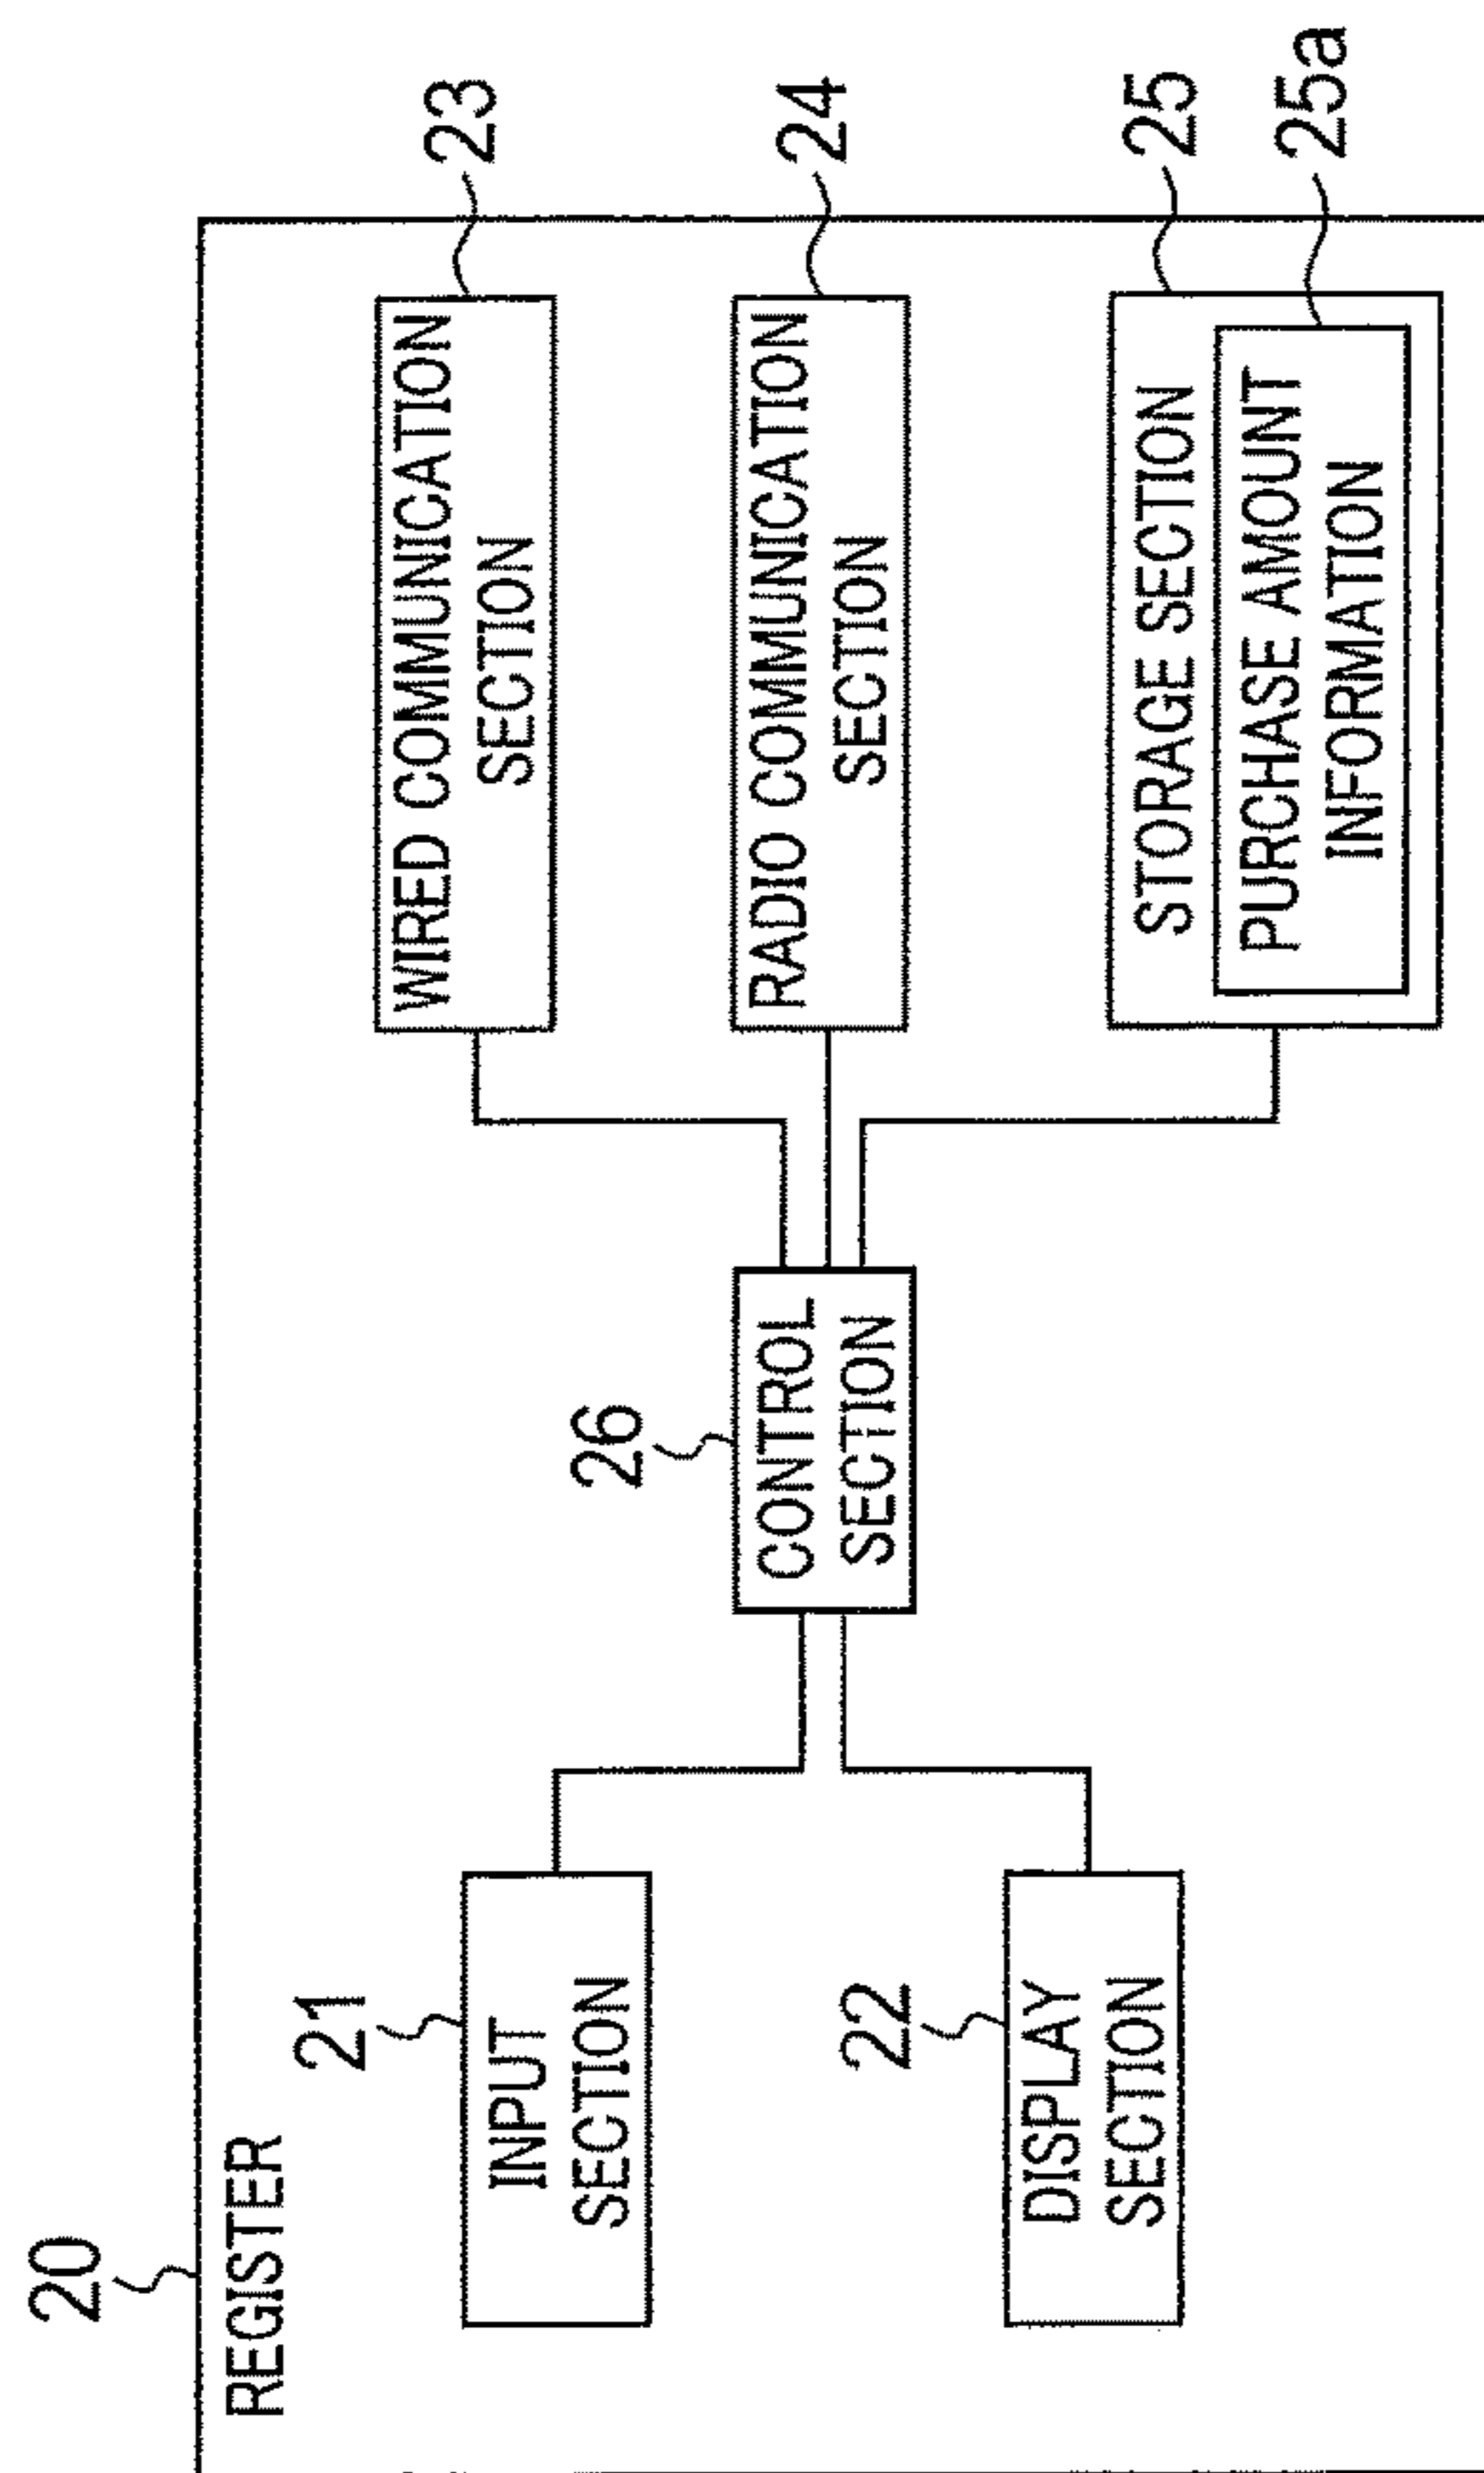 20
REGISTER
21
INPUT
SECTION
22
DISPLAY
SECTION
26
CONTROL
SECTION
23
WIRED COMMUNICATION
SECTION
24
RADIO COMMUNICATION
SECTION
25
STORAGE SECTION
25a
PURCHASE AMOUNT
INFORMATION